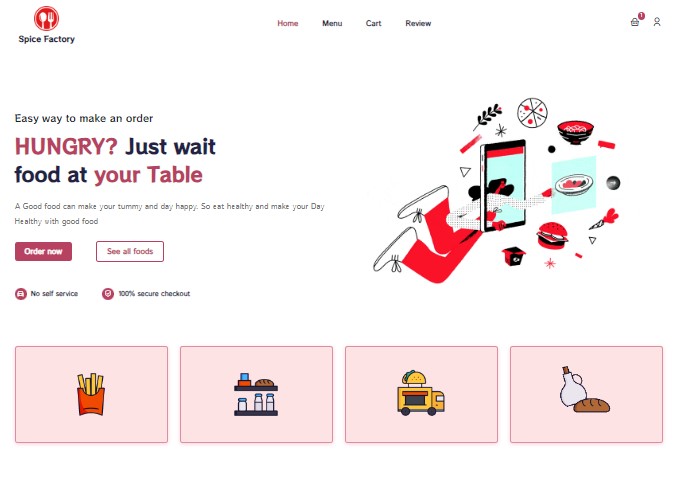 Spice Factory
Home Menu Cart Review
1
Easy way to make an order
HUNGRY? Just wait
food at your Table
A Good food can make your tummy and day happy. So eat healthy and make your Day
Healthy with good food
Order now See all foods
No self service 100% secure checkout